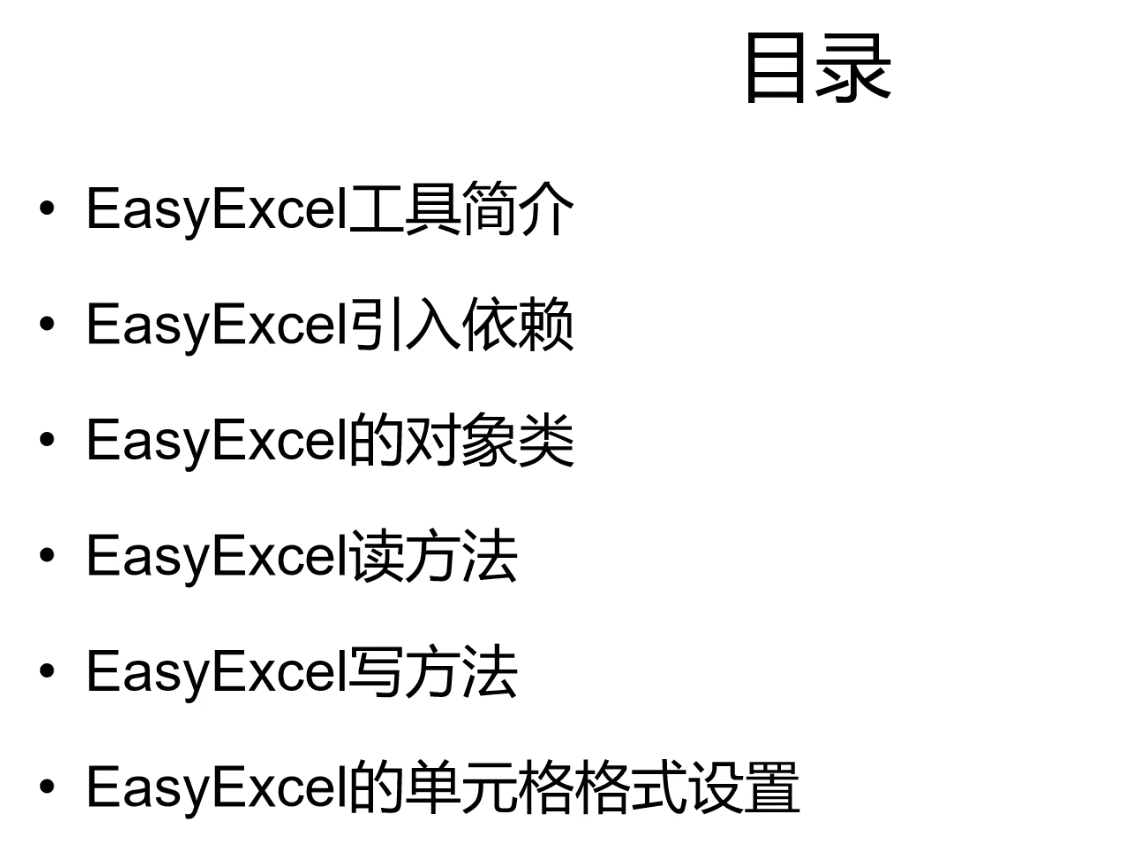 目录
• EasyExcel工具简介
• EasyExcel引入依赖
• EasyExcel的对象类
• EasyExcel读方法
• EasyExcel写方法
• EasyExcel的单元格格式设置